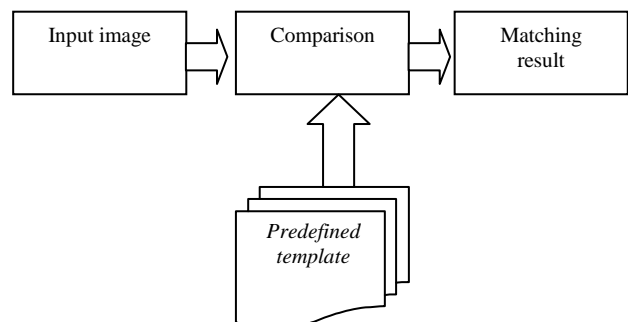 Input image
Comparison
Matching
result
Predefined
template